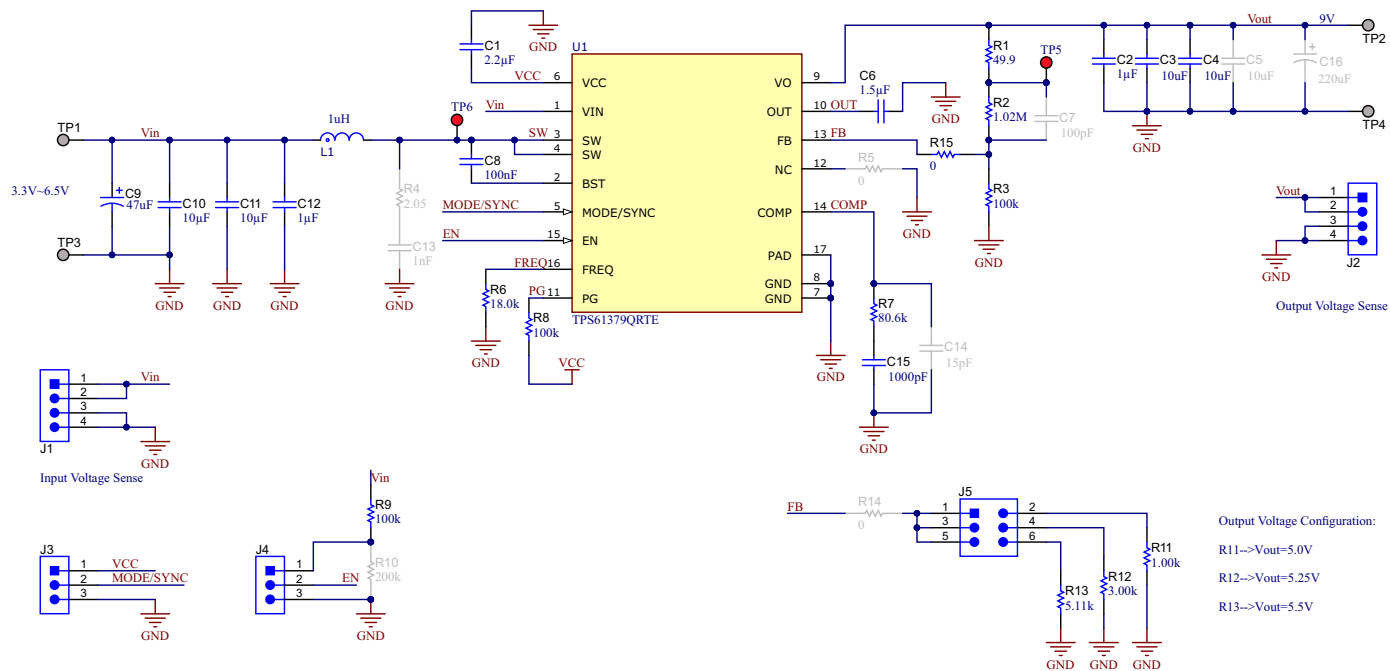 GND
C1
2.2µF
U1
VCC
6
VCC
VO
9
R1
49.9
TP5
Vout
9V
TP2
C2
1µF
C3
10uF
C4
10uF
C5
10uF
C16
220uF
TP4
GND
Vin
1
VIN
OUT
10
OUT
C6
1.5µF
GND
R2
1.02M
C7
100pF
TP1
Vin
1uH
L1
TP6
SW
3
SW
4
SW
FB
13
FB
R15
0
C8
100nF
2
BST
NC
12
R5
0
GND
R3
100k
GND
3.3V~6.5V
C9
47uF
C10
10µF
C11
10µF
C12
1µF
R4
2.05
C13
1nF
TP3
GND
GND
GND
GND
MODE/SYNC
5
MODE/SYNC
COMP
14
COMP
EN
15
EN
PAD
17
FREQ
16
FREQ
GND
8
GND
7
PG
11
PG
TPS61379QRTE
R6
18.0k
GND
R8
100k
VCC
GND
R7
80.6k
C15
1000pF
C14
15pF
GND
Vout
1
2
3
4
GND
J2
Output Voltage Sense
1
2
3
4
Vin
GND
J1
Input Voltage Sense
J3
1
2
3
VCC
MODE/SYNC
GND
Vin
R9
100k
J4
1
2
3
EN
R10
200k
GND
FB
R14
0
J5
1
3
5
2
4
6
R11
1.00k
R12
3.00k
R13
5.11k
GND
GND
GND
Output Voltage Configuration:
R11-->Vout=5.0V
R12-->Vout=5.25V
R13-->Vout=5.5V